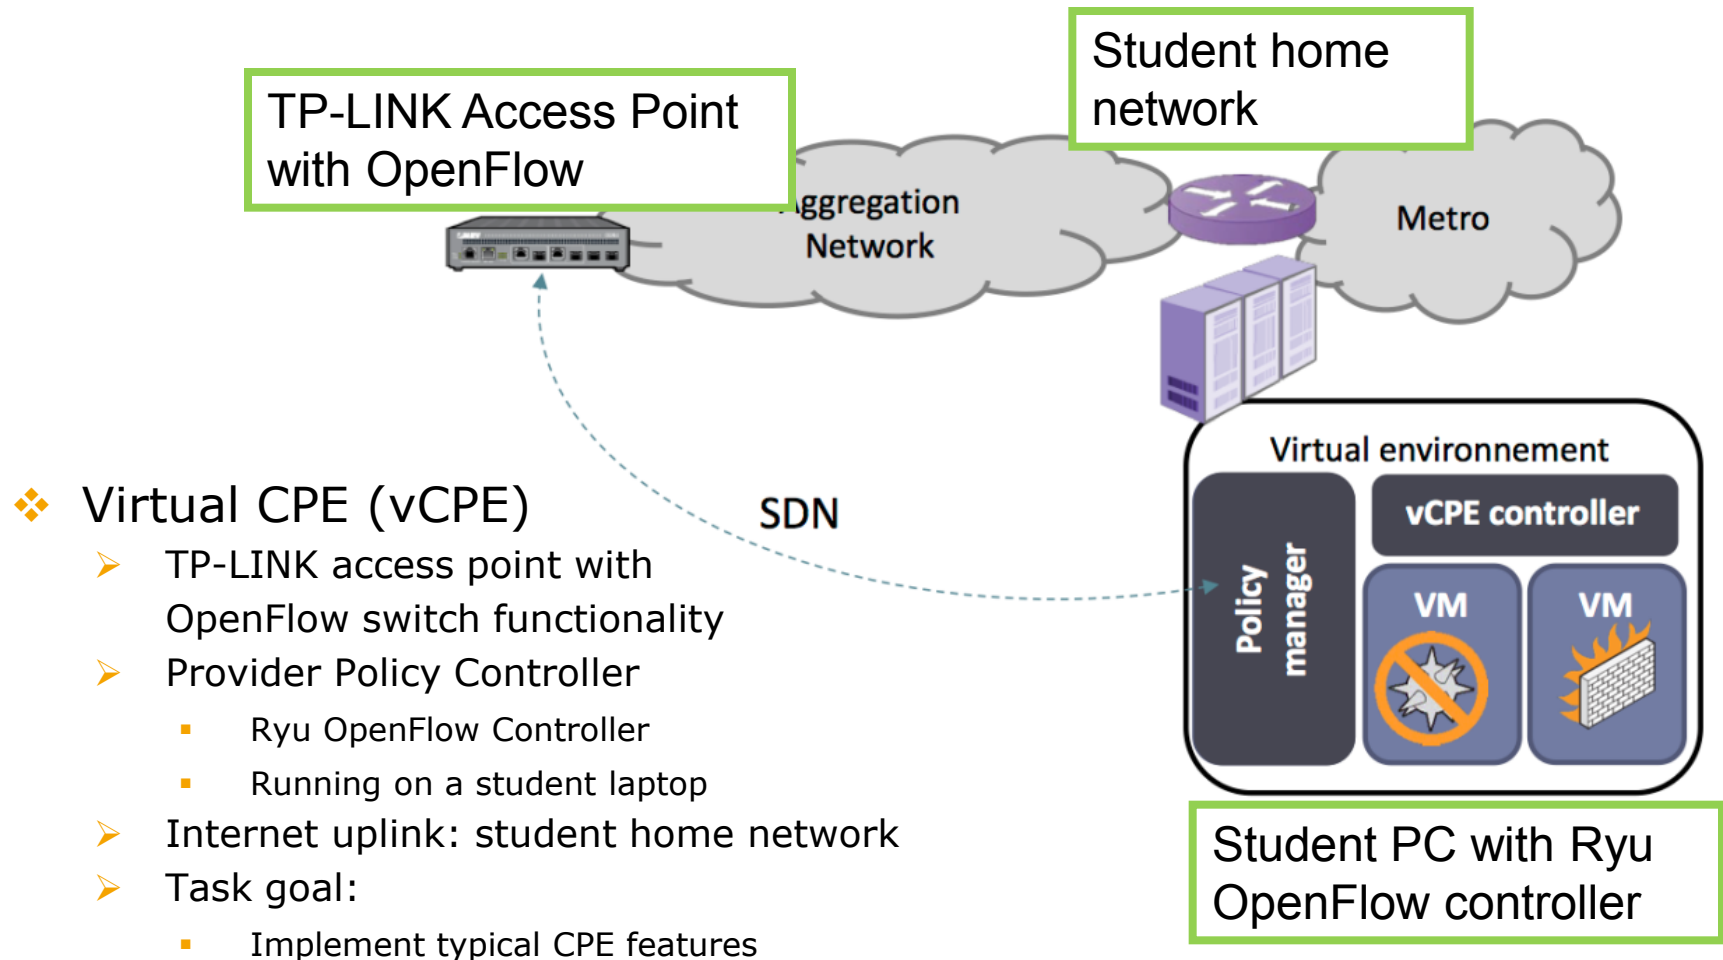 TP-LINK Access Point
with OpenFlow
Student home
network
Aggregation
Network
Metro
Virtual environnement
vCPE controller
Policy
manager
VM
VM
SDN
Virtual CPE (vCPE)
TP-LINK access point with
OpenFlow switch functionality
Provider Policy Controller
Ryu OpenFlow Controller
Running on a student laptop
Internet uplink: student home network
Task goal:
Implement typical CPE features
Student PC with Ryu
OpenFlow controller